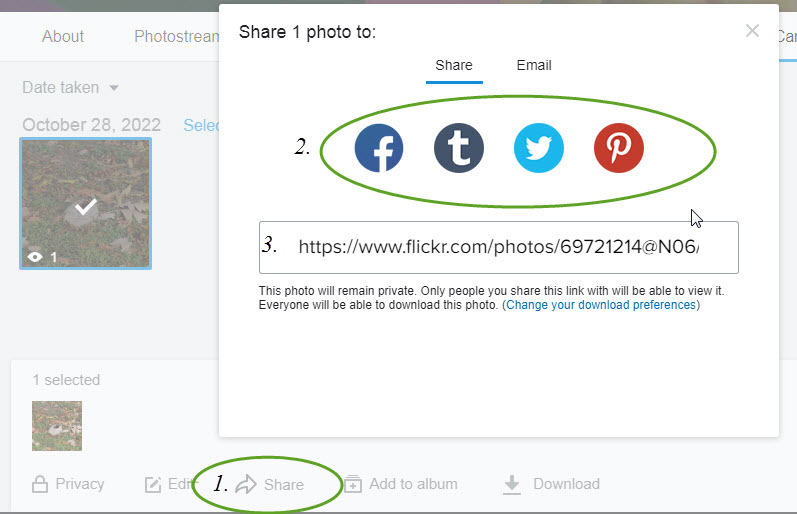 Share 1 photo to:
About
Photostream
Share
Email
Date taken
October 28, 2022
2.
1
3. https://www.flickr.com/photos/69721214@N06/
This photo will remain private. Only people you share this link with will be able to view it.
Everyone will be able to download this photo. (Change your download preferences)
1 selected
Privacy
Edit
1. Share
Add to album
Download